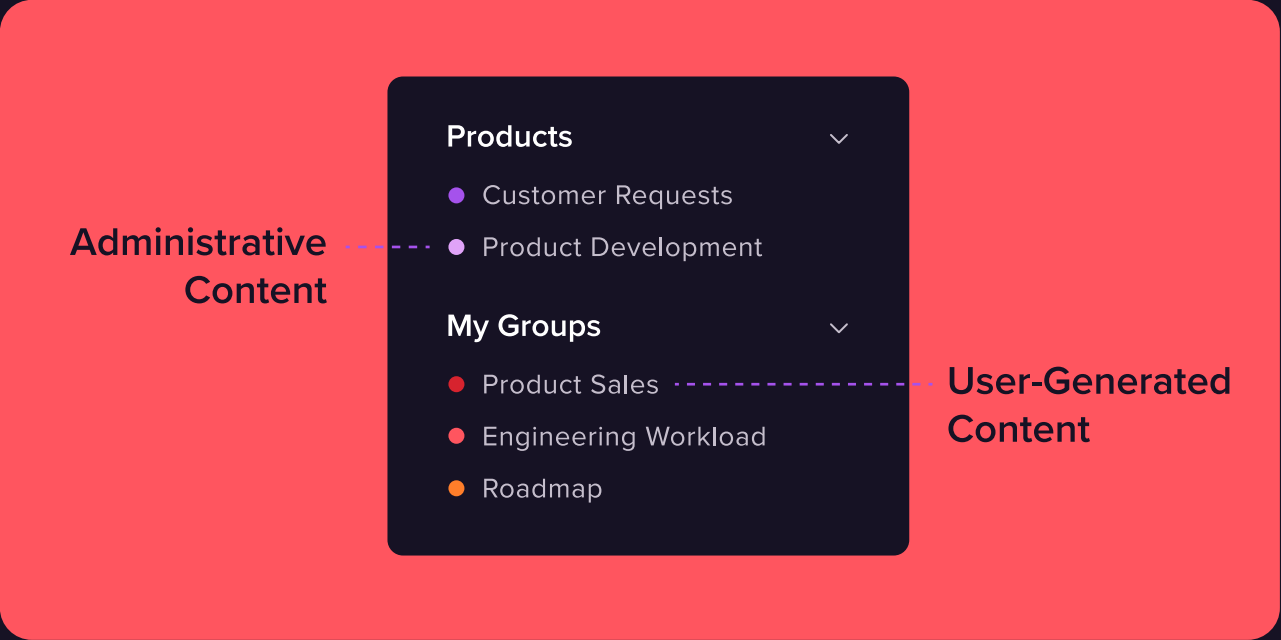 Products
Customer Requests
Product Development
Administrative
Content
My Groups
Product Sales
Engineering Workload
Roadmap
User-Generated
Content